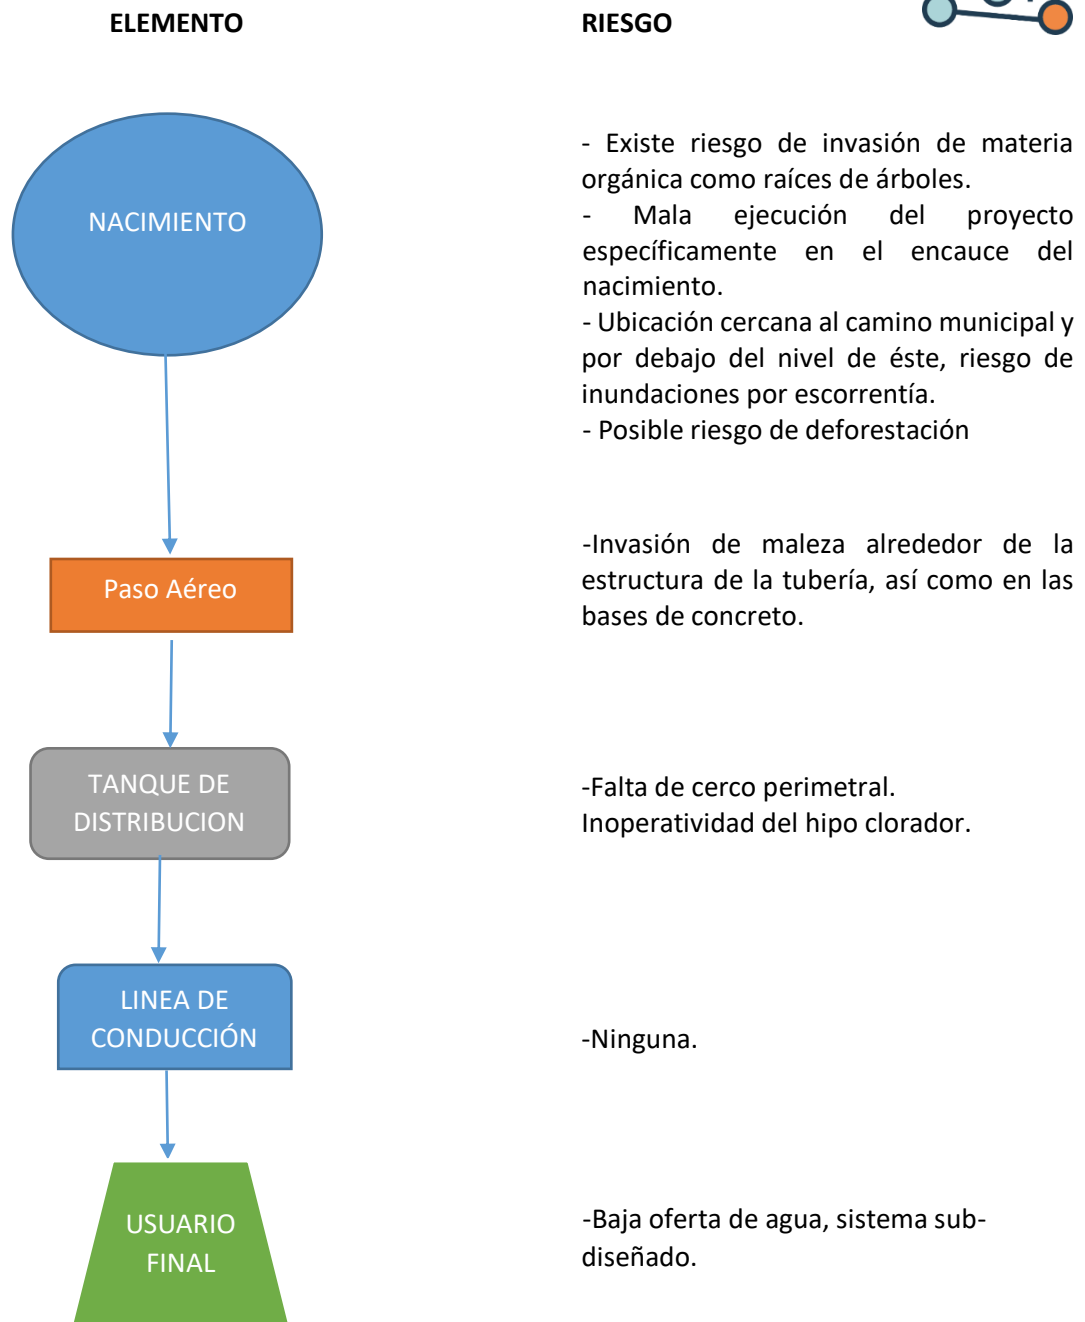 ELEMENTO
RIESGO
NACIMIENTO
- Existe riesgo de invasión de materia
orgánica como raíces de árboles.
- Mala ejecución del proyecto
específicamente en el encauce del
nacimiento.
- Ubicación cercana al camino municipal y
por debajo del nivel de éste, riesgo de
inundaciones por escorrentía.
- Posible riesgo de deforestación
Paso Aéreo
-Invasión de maleza alrededor de la
estructura de la tubería, así como en las
bases de concreto.
TANQUE DE
DISTRIBUCION
-Falta de cerco perimetral.
Inoperatividad del hipo clorador.
LINEA DE
CONDUCCIÓN
-Ninguna.
USUARIO
FINAL
-Baja oferta de agua, sistema sub-
diseñado.